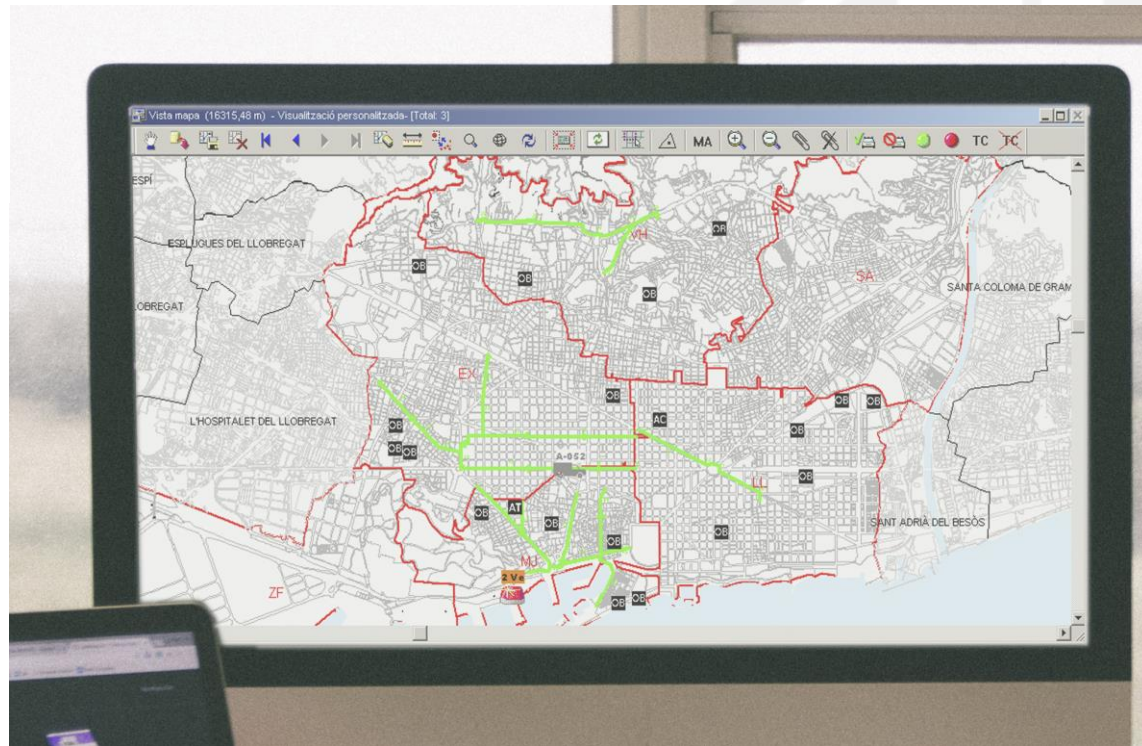 Vista mapa (16315,48 m) - Visualització personalitzada- [Total: 3]
MA TC TC
ESPÍ
ESPLUGUES DEL LLOBREGAT
VH
OB
OB
OB
OB
SA
SANTA COLOMA DE GRAM
OBREGAT
EX
OB
OB
OB
L'HOSPITALET DEL LLOBREGAT
AC
OB
OB
OB
OB
A-052
OB
LL
AT
OB
OB
SANT ADRIÀ DEL BESÒS
OB
OB
MJ
2 Ve
ZF
OB
OB